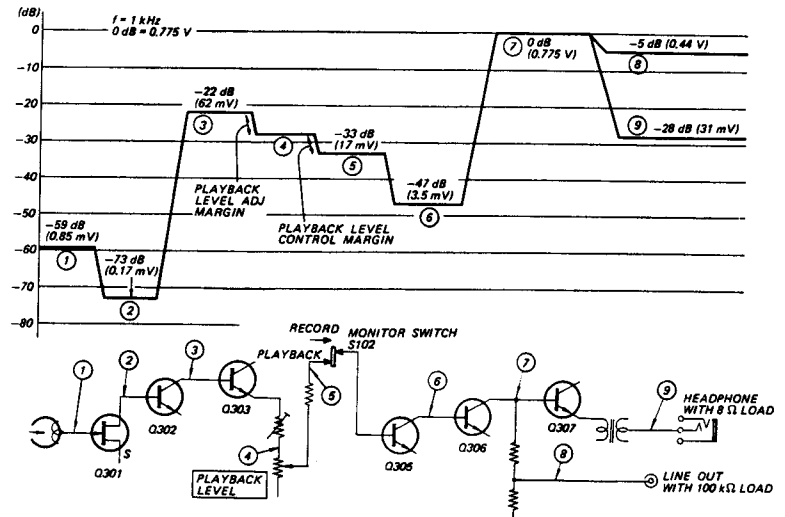 (dB)
f = 1 kHz
0 dB = 0.775 V
0
-10
-20
-30
-40
-50
-60
-70
-80
-59 dB
(0.85 mV)
1
-73 dB
(0.17 mV)
2
-22 dB
(62 mV)
3
PLAYBACK
LEVEL ADJ
MARGIN
4
-33 dB
(17 mV)
5
PLAYBACK LEVEL
CONTROL MARGIN
-47 dB
(3.5 mV)
6
7
0 dB
(0.775 V)
-5 dB (0.44 V)
8
9
-28 dB (31 mV)
1
2
3
RECORD
MONITOR SWITCH
S102
PLAYBACK
5
6
7
9
HEADPHONE
WITH 8 Ω LOAD
S
Q301
Q302
Q303
4
PLAYBACK
LEVEL
Q305
Q306
Q307
8
LINE OUT
WITH 100 kΩ LOAD